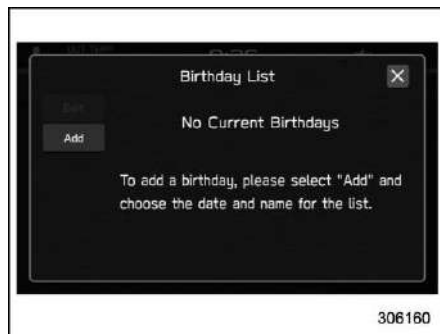 Birthday List
Add
No Current Birthdays
To add a birthday, please select "Add" and
choose the date and name for the list.
306160